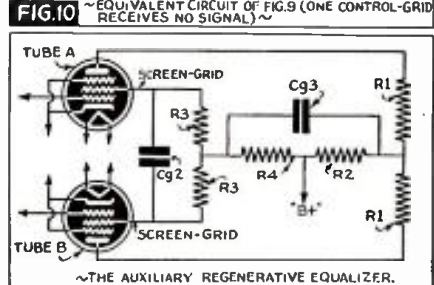 FIG.10 ~EQUIVALENT CIRCUIT OF FIG.9 (ONE CONTROL-GRID
RECEIVES NO SIGNAL)~
TUBE A
SCREEN-GRID
Cg3
R1
R3
Cg2
R4
R2
R3
"B+"
R1
SCREEN-GRID
TUBE B
~THE AUXILIARY REGENERATIVE EQUALIZER.